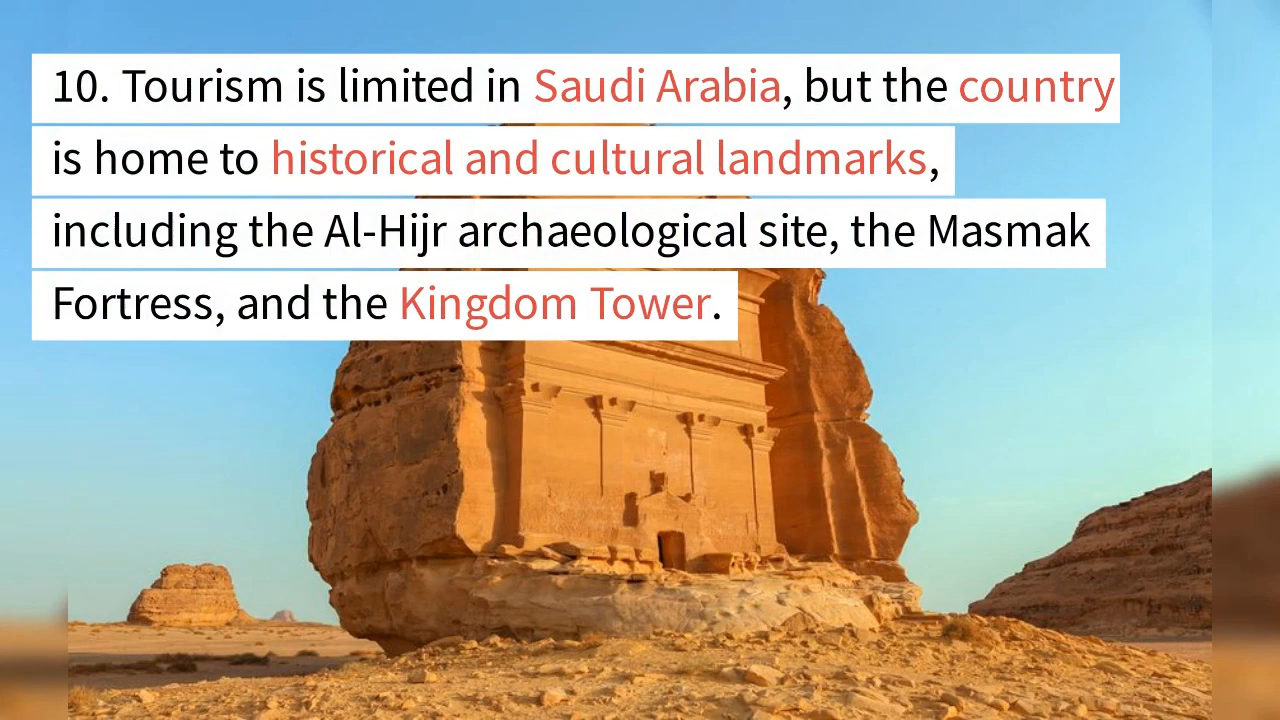 10. Tourism is limited in Saudi Arabia, but the country
is home to historical and cultural landmarks,
including the Al-Hijr archaeological site, the Masmak
Fortress, and the Kingdom Tower.